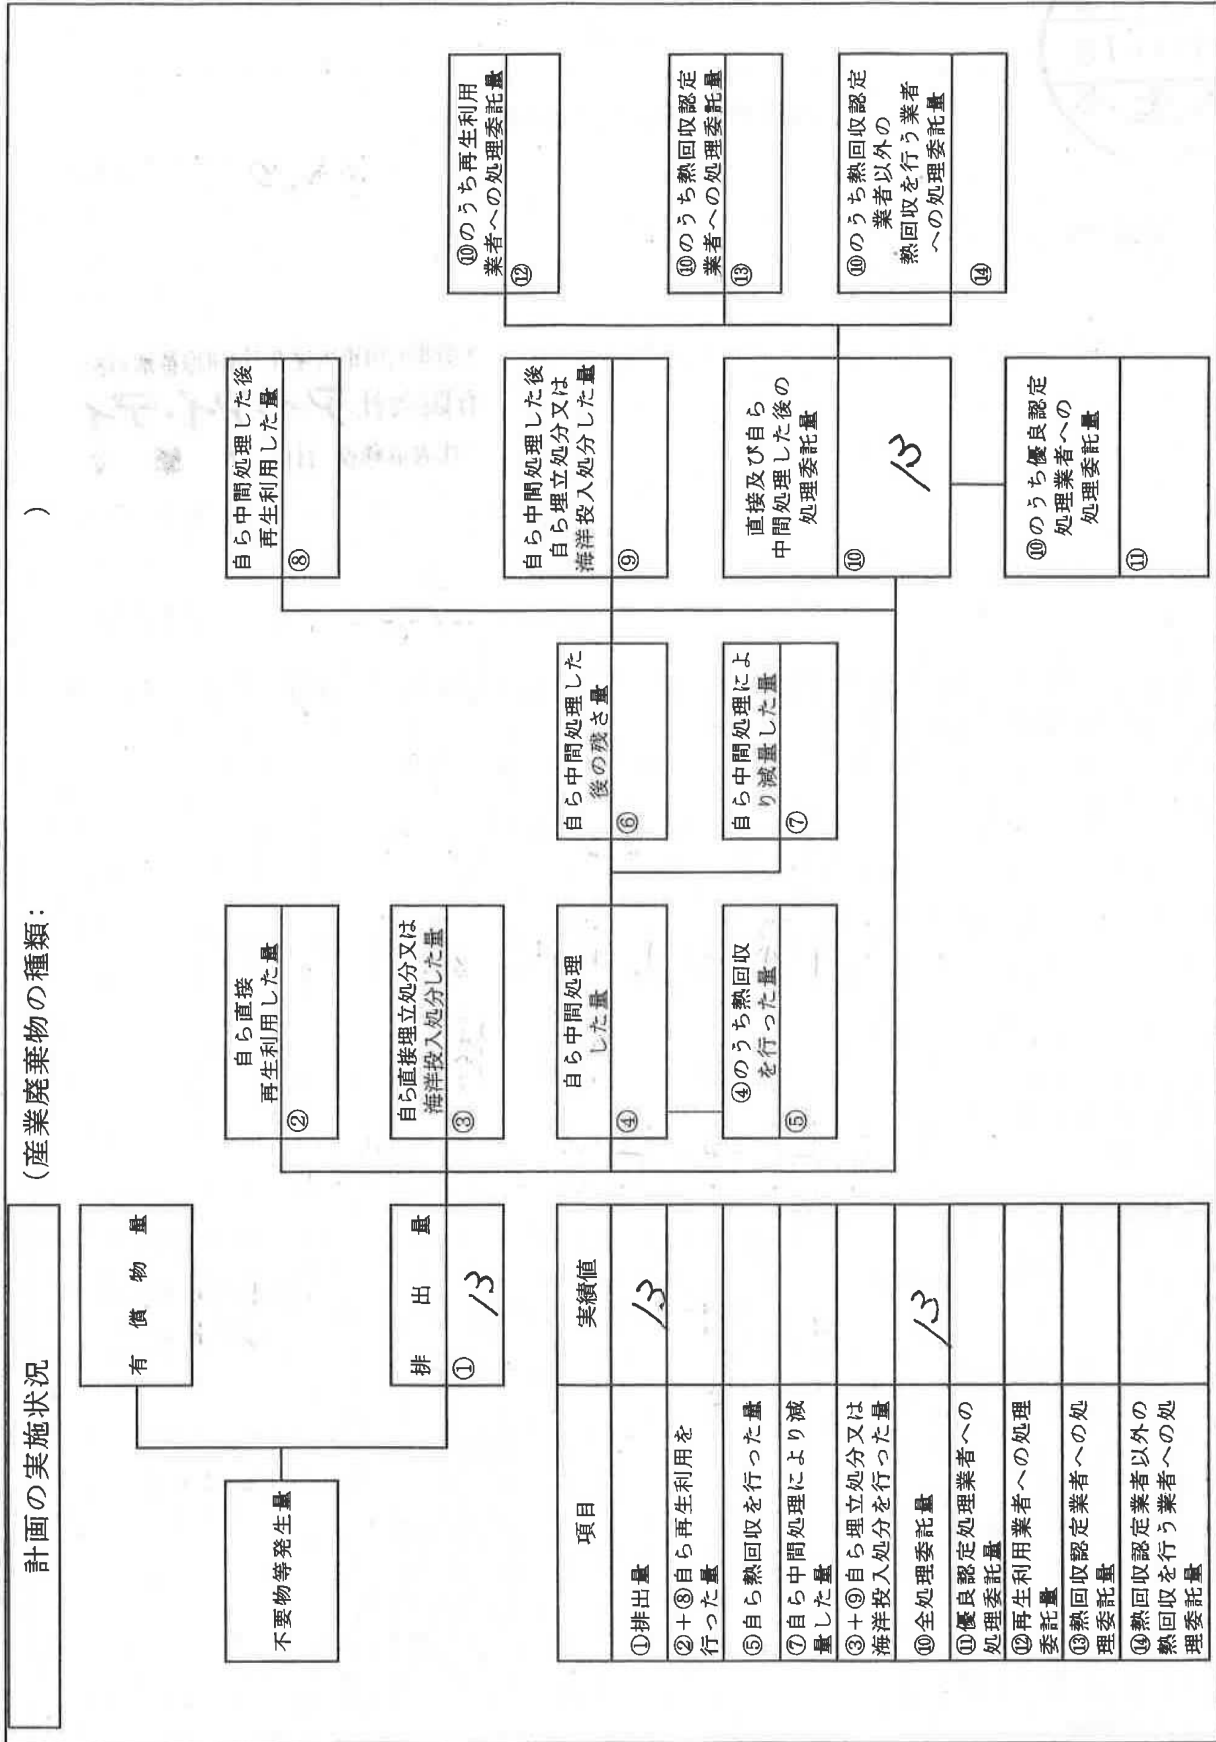 計画の実施状況
(産業廃棄物の種類: )
不要物等発生量
有償物量
排出量
①
13
自ら直接
再生利用した量
②
自ら直接埋立処分又は
海洋投入処分した量
③
自ら中間処理
した量
④
④のうち熱回収
を行った量
⑤
自ら中間処理した
後の残さ量
⑥
自ら中間処理によ
り減量した量
⑦
自ら中間処理した後
再生利用した量
⑧
自ら中間処理した後
自ら埋立処分又は
海洋投入処分した量
⑨
直接及び自ら
中間処理した後の
処理委託量
⑩
13
⑩のうち優良認定
処理業者への
処理委託量
⑪
⑩のうち再生利用
業者への処理委託量
⑫
⑩のうち熱回収認定
業者への処理委託量
⑬
⑩のうち熱回収認定
業者以外の
熱回収を行う業者
への処理委託量
⑭
項目 実績値
①排出量 13
②+⑧自ら再生利用を
行った量
⑤自ら熱回収を行った量
⑦自ら中間処理により減
量した量
③+⑨自ら埋立処分又は
海洋投入処分を行った量
⑩全処理委託量 13
⑪優良認定処理業者への
処理委託量
⑫再生利用業者への処理
委託量
⑬熱回収認定業者への処
理委託量
⑭熱回収認定業者以外の
熱回収を行う業者への処
理委託量